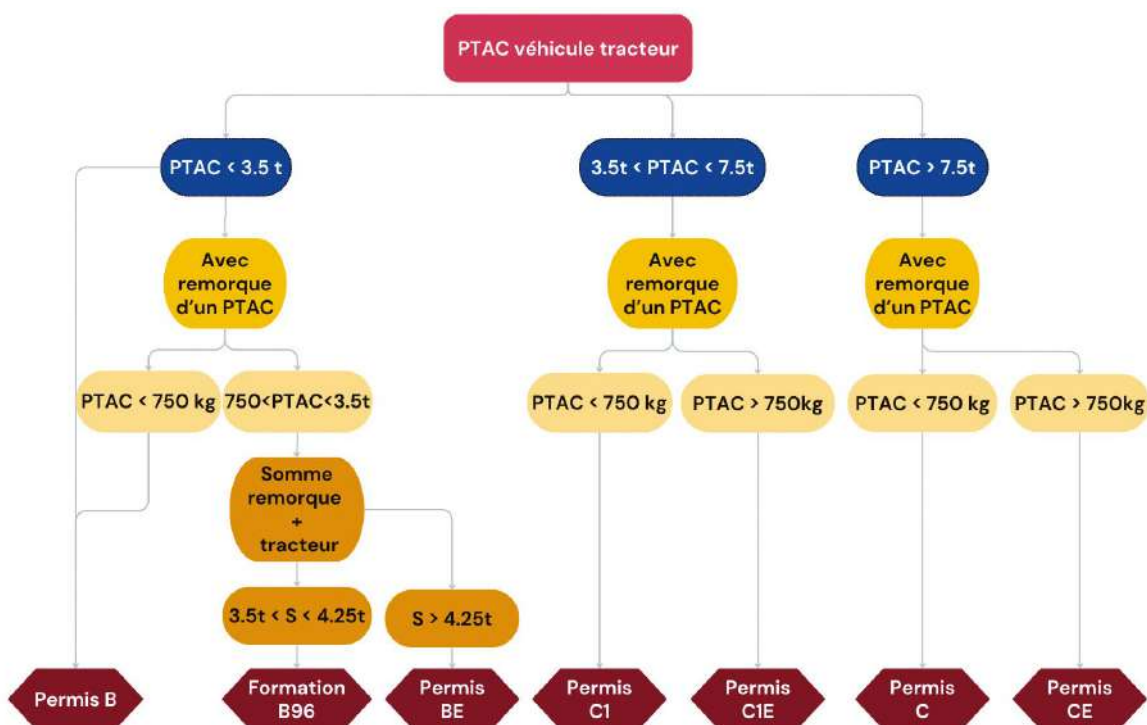 PTAC véhicule tracteur
PTAC < 3.5 t
3.5t < PTAC < 7.5t
PTAC > 7.5t
Avec
remorque
d'un PTAC
Avec
remorque
d'un PTAC
Avec
remorque
d'un PTAC
PTAC < 750 kg
750<PTAC<3.5t
PTAC < 750 kg
PTAC > 750kg
PTAC < 750 kg
PTAC > 750kg
Somme
remorque
+
tracteur
3.5t < S < 4.25t
S > 4.25t
Permis B
Formation
B96
Permis
BE
Permis
C1
Permis
C1E
Permis
C
Permis
CE